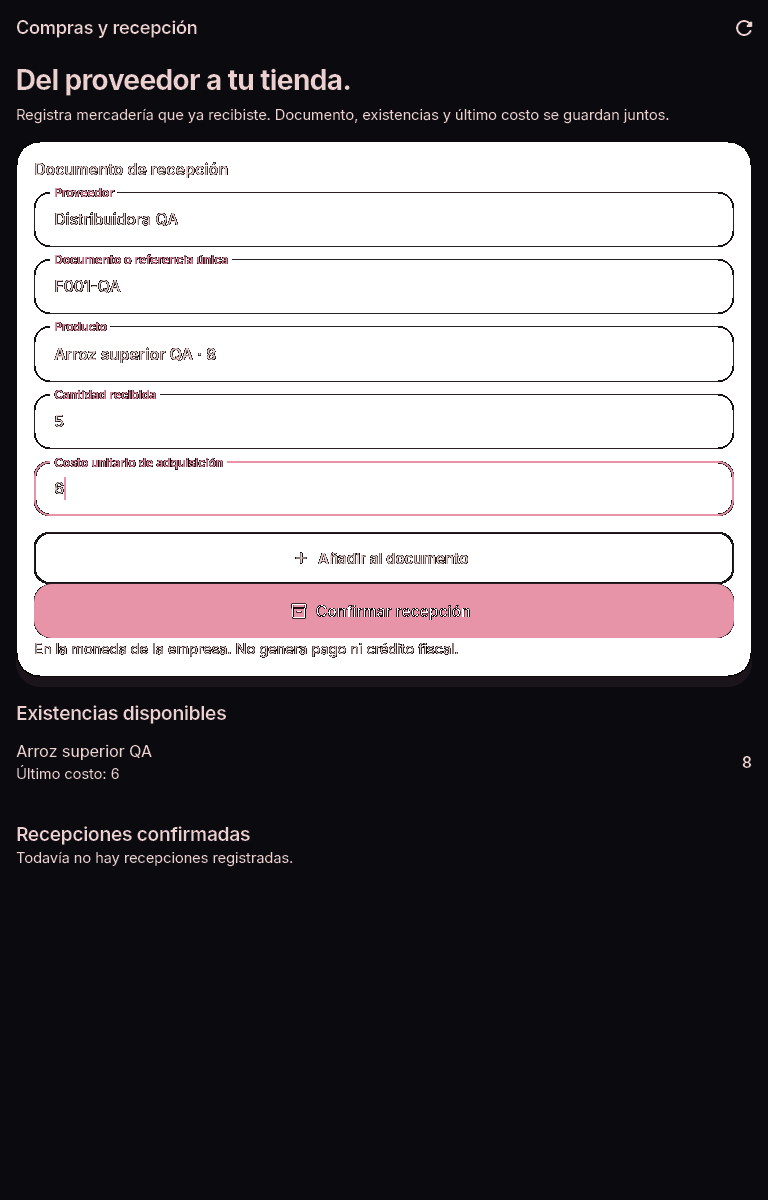 Compras y recepción
Del proveedor a tu tienda.
Registra mercadería que ya recibiste. Documento, existencias y último costo se guardan juntos.
Documento de recepción
Proveedor
Distribuidora QA
Documento o referencia única
F001-QA
Producto
Arroz superior QA · 8
Cantidad recibida
5
Costo unitario de adquisición
6
Añadir al documento
Confirmar recepción
En la moneda de la empresa. No genera pago ni crédito fiscal.
Existencias disponibles
Arroz superior QA
8
Último costo: 6
Recepciones confirmadas
Todavía no hay recepciones registradas.